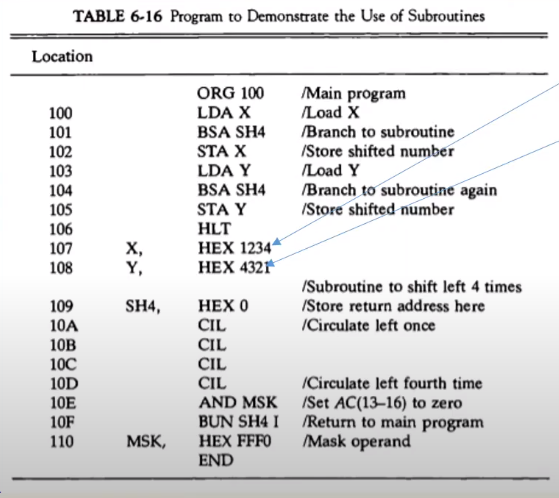 TABLE 6-16 Program to Demonstrate the Use of Subroutines
Location
ORG 100 /Main program
100 LDA X /Load X
101 BSA SH4 /Branch to subroutine
102 STA X /Store shifted number
103 LDA Y /Load Y
104 BSA SH4 /Branch to subroutine again
105 STA Y /Store shifted number
106 HLT
107 X, HEX 1234
108 Y, HEX 4321
/Subroutine to shift left 4 times
109 SH4, HEX 0 /Store return address here
10A CIL /Circulate left once
10B CIL
10C CIL
10D CIL /Circulate left fourth time
10E AND MSK /Set AC(13–16) to zero
10F BUN SH4 I /Return to main program
110 MSK, HEX FFF0 /Mask operand
END